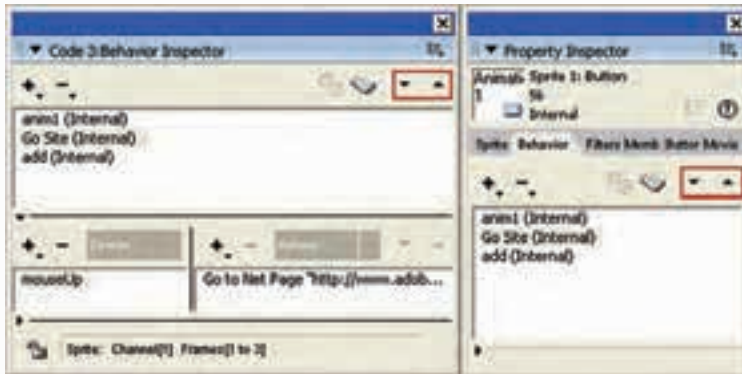 Code 3:Behavior Inspector
anim1 (Internal)
Go Site (Internal)
add (Internal)
Events
Actions
mouseUp
Go to Net Page "http://www.adob...
Sprite: Channel[1] Frames[1 to 3]
Property Inspector
Animals Sprite 1: Button
1 56
Internal
Sprite Behavior Filters Memb Button Movie
anim1 (Internal)
Go Site (Internal)
add (Internal)